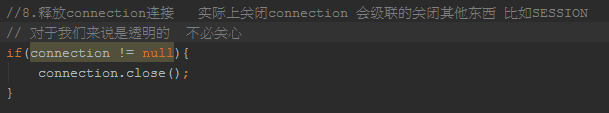 //8.释放connection连接   实际上关闭connection 会级联的关闭其他东西 比如SESSION
// 对于我们来说是透明的  不必关心
if(connection != null){
    connection.close();
}